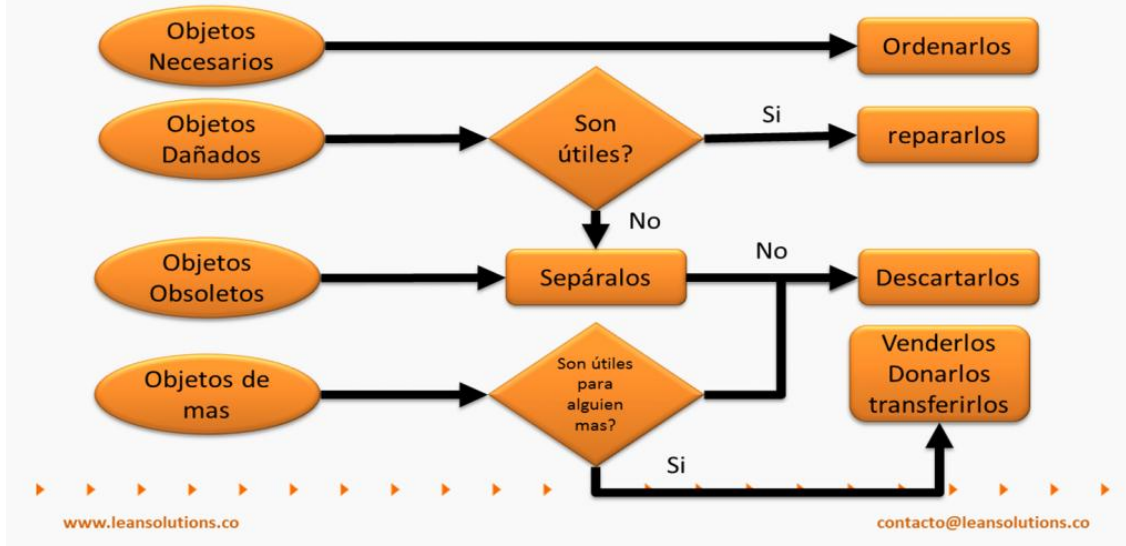 Objetos
Necesarios
Ordenarlos
Objetos
Dañados
Son
útiles?
Si
repararlos
No
Objetos
Obsoletos
Sepáralos
No
Descartarlos
Objetos de
mas
Son útiles
para
alguien
mas?
Venderlos
Donarlos
transferirlos
Si
www.leansolutions.co
contacto@leansolutions.co